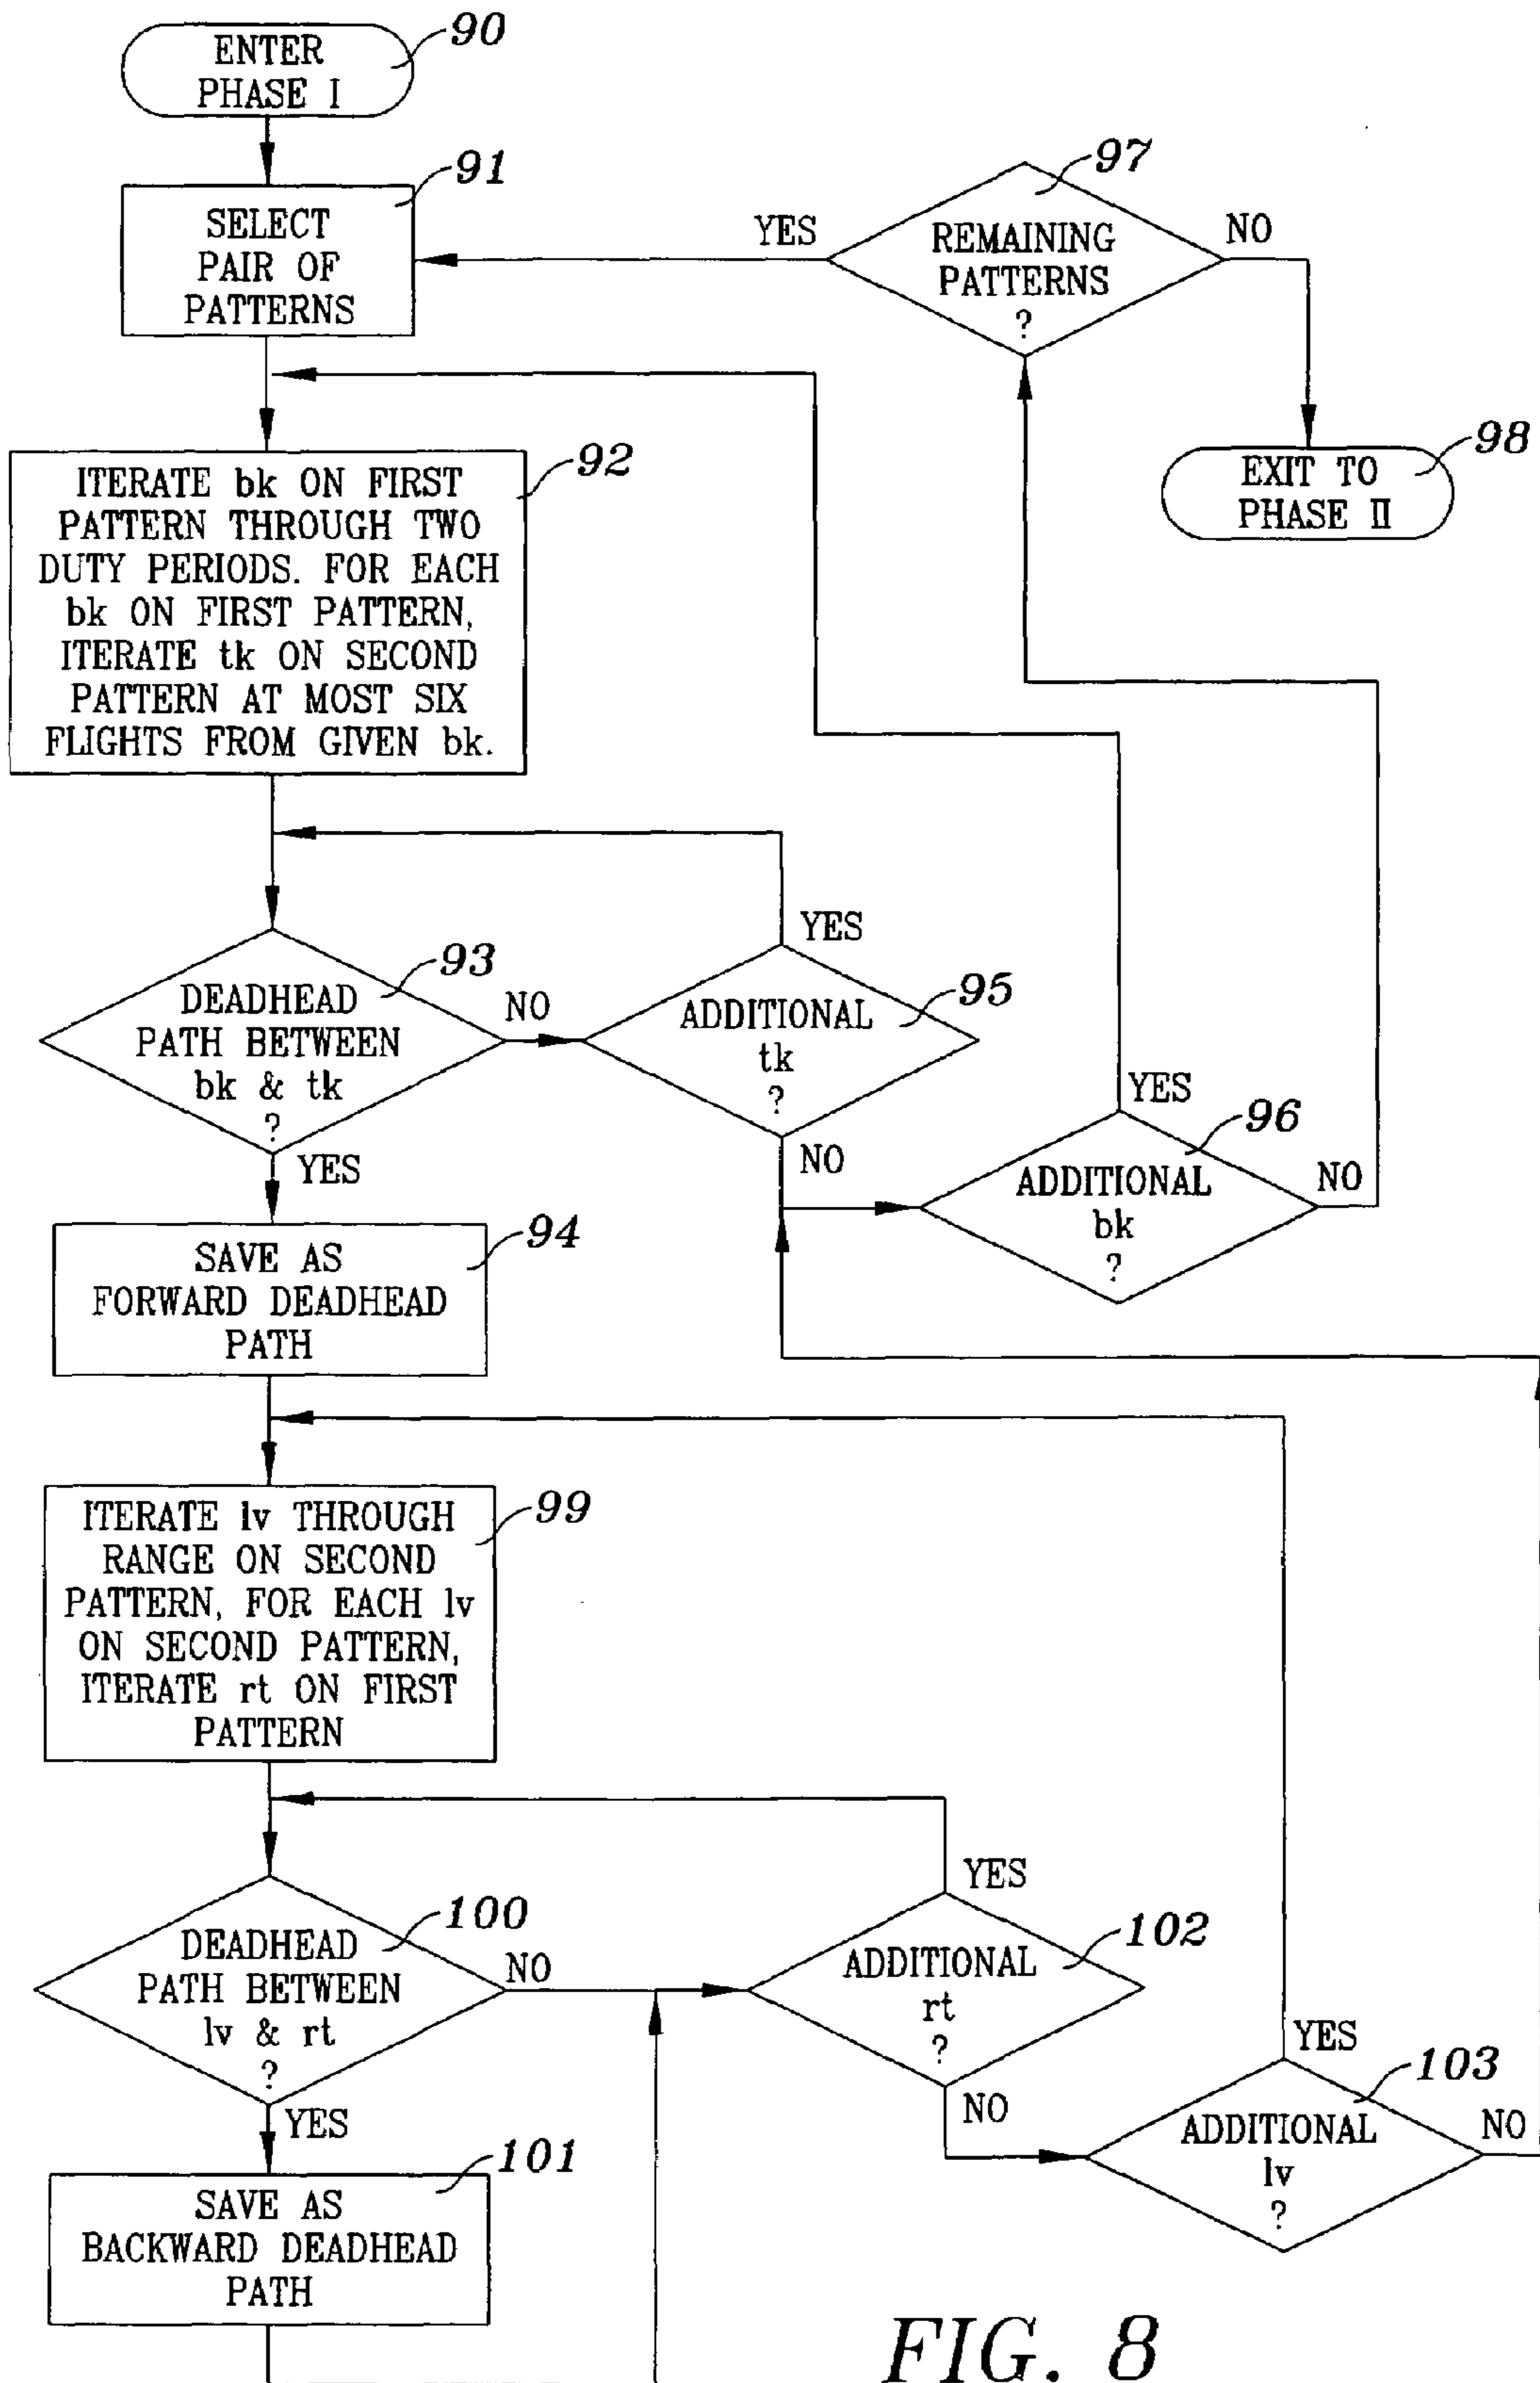 90
ENTER
PHASE I
91
SELECT
PAIR OF
PATTERNS
97
YES
REMAINING
PATTERNS
?
NO
98
EXIT TO
PHASE II
92
ITERATE bk ON FIRST
PATTERN THROUGH TWO
DUTY PERIODS. FOR EACH
bk ON FIRST PATTERN,
ITERATE tk ON SECOND
PATTERN AT MOST SIX
FLIGHTS FROM GIVEN bk.
93
DEADHEAD
PATH BETWEEN
bk & tk
?
NO
YES
YES
95
ADDITIONAL
tk
?
NO
YES
96
ADDITIONAL
bk
?
NO
94
SAVE AS
FORWARD DEADHEAD
PATH
99
ITERATE lv THROUGH
RANGE ON SECOND
PATTERN, FOR EACH lv
ON SECOND PATTERN,
ITERATE rt ON FIRST
PATTERN
100
DEADHEAD
PATH BETWEEN
lv & rt
?
NO
YES
YES
102
ADDITIONAL
rt
?
NO
YES
103
ADDITIONAL
lv
?
NO
101
SAVE AS
BACKWARD DEADHEAD
PATH
FIG. 8